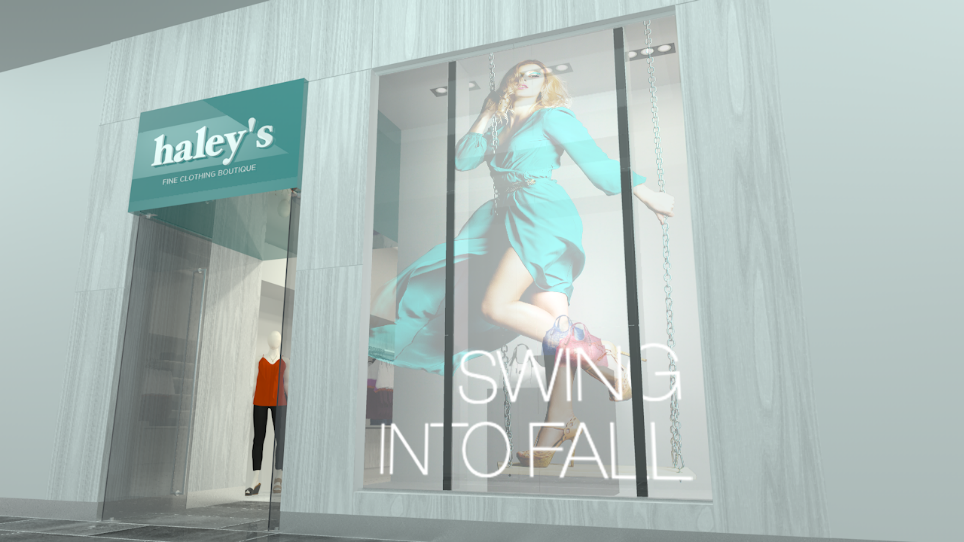 haley's
FINE CLOTHING BOUTIQUE
SWING
INTO FALL